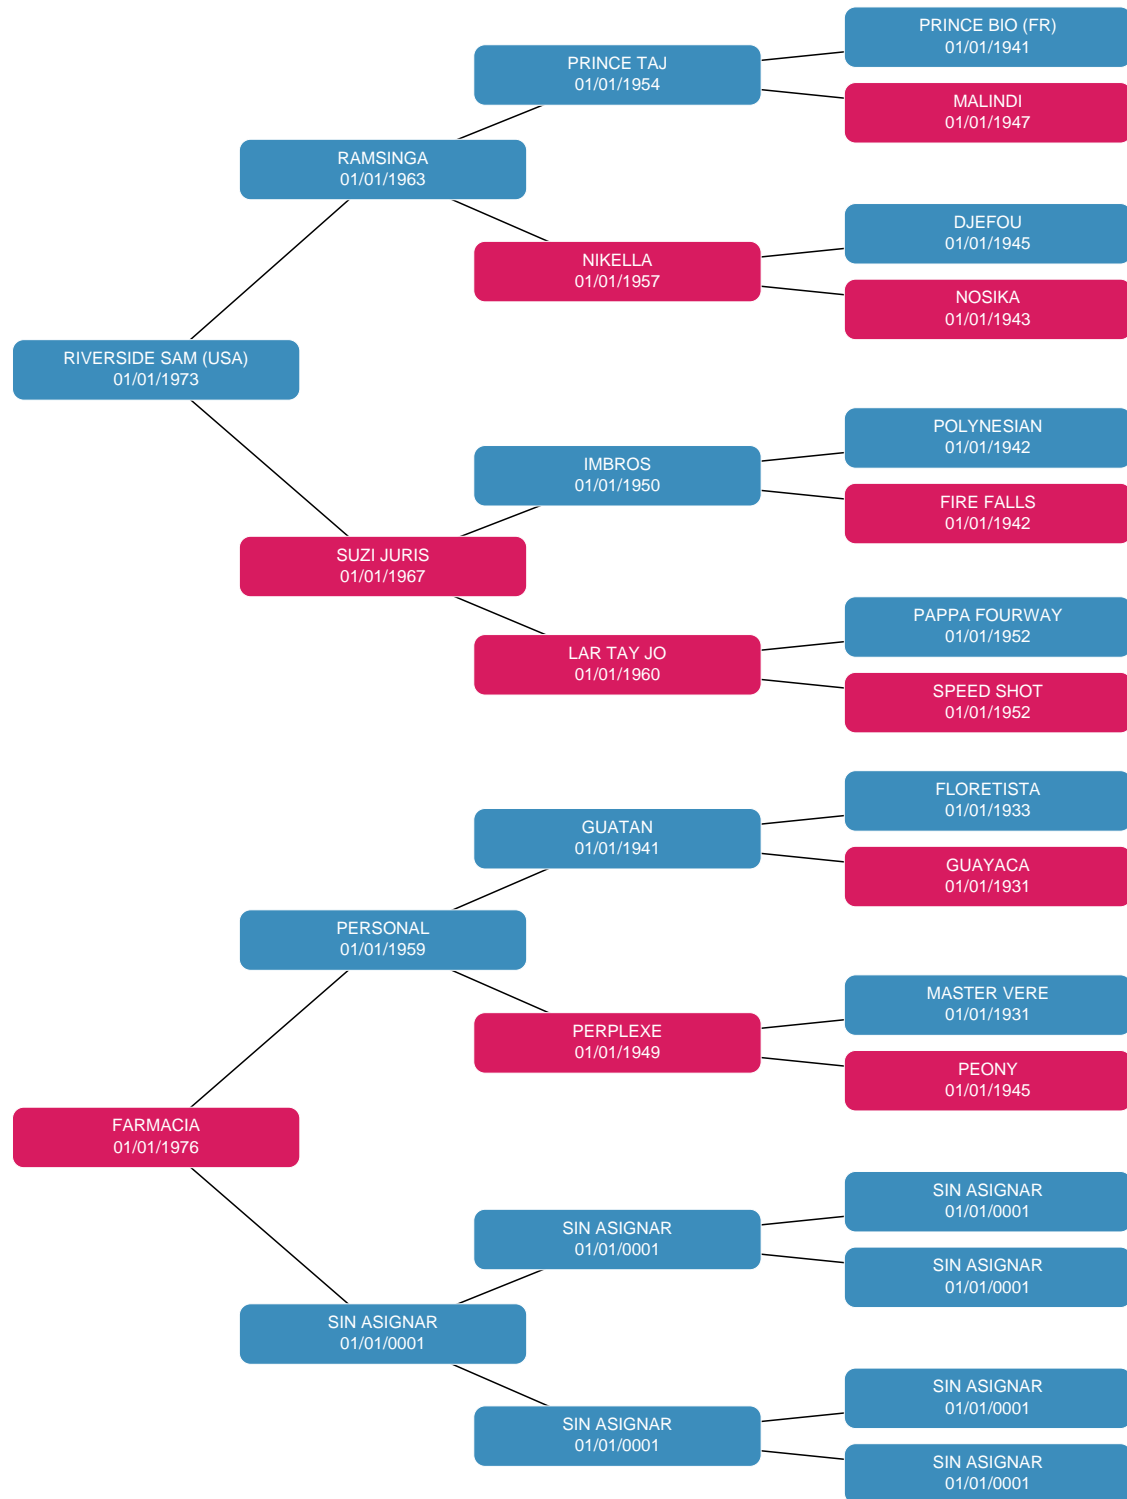 PRINCE BIO (FR)
01/01/1941
PRINCE TAJ
01/01/1954
MALINDI
01/01/1947
RAMSINGA
01/01/1963
DJEFOU
01/01/1945
NIKELLA
01/01/1957
NOSIKA
01/01/1943
RIVERSIDE SAM (USA)
01/01/1973
POLYNESIAN
01/01/1942
IMBROS
01/01/1950
FIRE FALLS
01/01/1942
SUZI JURIS
01/01/1967
PAPPA FOURWAY
01/01/1952
LAR TAY JO
01/01/1960
SPEED SHOT
01/01/1952
FLORETISTA
01/01/1933
GUATAN
01/01/1941
GUAYACA
01/01/1931
PERSONAL
01/01/1959
MASTER VERE
01/01/1931
PERPLEXE
01/01/1949
PEONY
01/01/1945
FARMACIA
01/01/1976
SIN ASIGNAR
01/01/0001
SIN ASIGNAR
01/01/0001
SIN ASIGNAR
01/01/0001
SIN ASIGNAR
01/01/0001
SIN ASIGNAR
01/01/0001
SIN ASIGNAR
01/01/0001
SIN ASIGNAR
01/01/0001